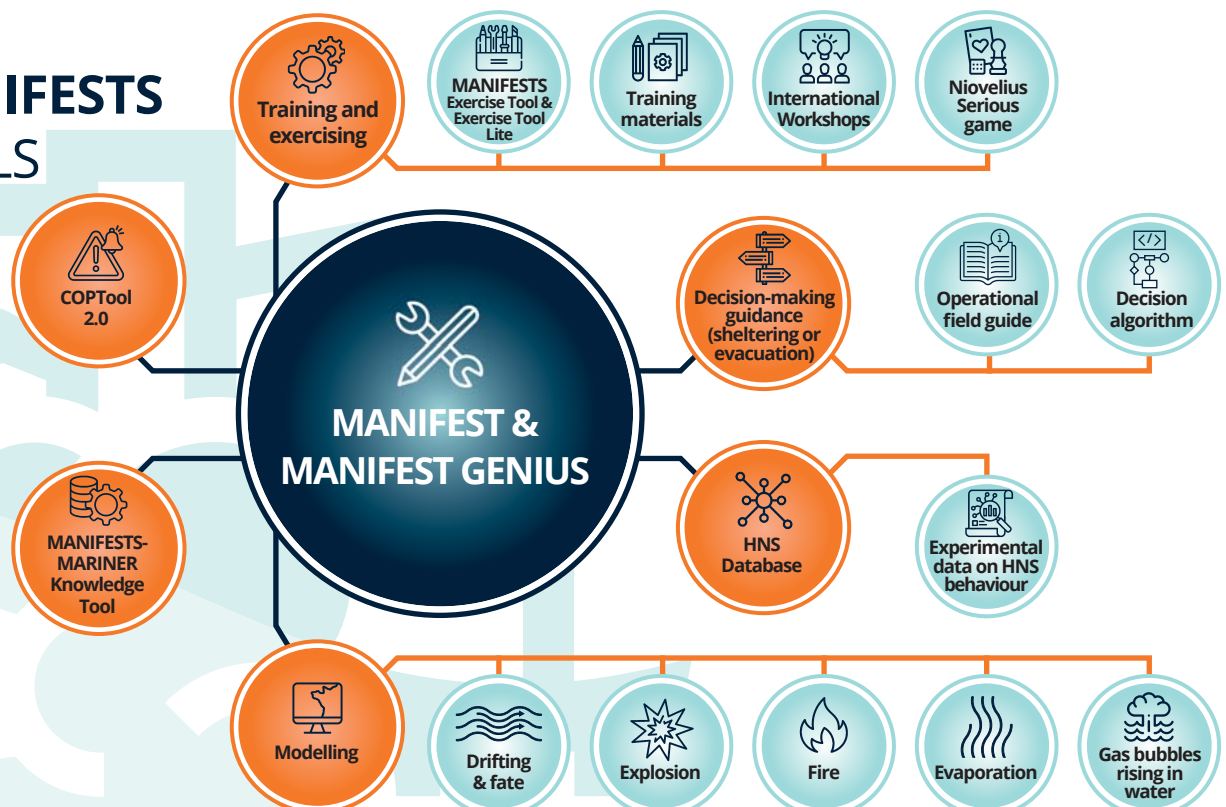 IFESTS
LS
Training and
exercising
MANIFESTS
Exercise Tool &
Exercise Tool
Lite
Training
materials
International
Workshops
Niovelius
Serious
game
COPTool
2.0
MANIFEST &
MANIFEST GENIUS
Decision-making
guidance
(sheltering or
evacuation)
i
Operational
field guide
</>
Decision
algorithm
MANIFESTS-
MARINER
Knowledge
Tool
HNS
Database
Experimental
data on HNS
behaviour
Modelling
Drifting
& fate
Explosion
Fire
Evaporation
Gas bubbles
rising in
water